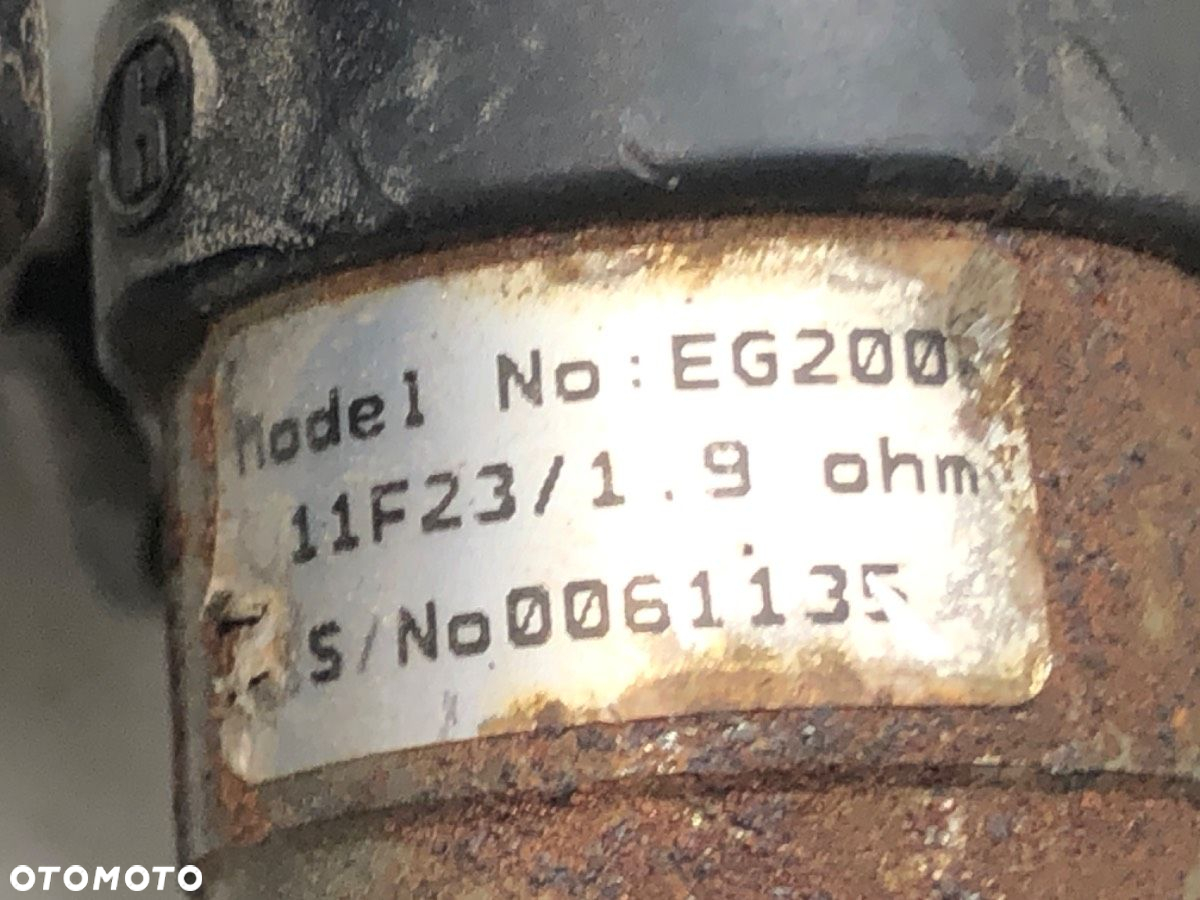 Model No:EG200
11F23/1.9 ohm
S/No0061135
OTOMOTO